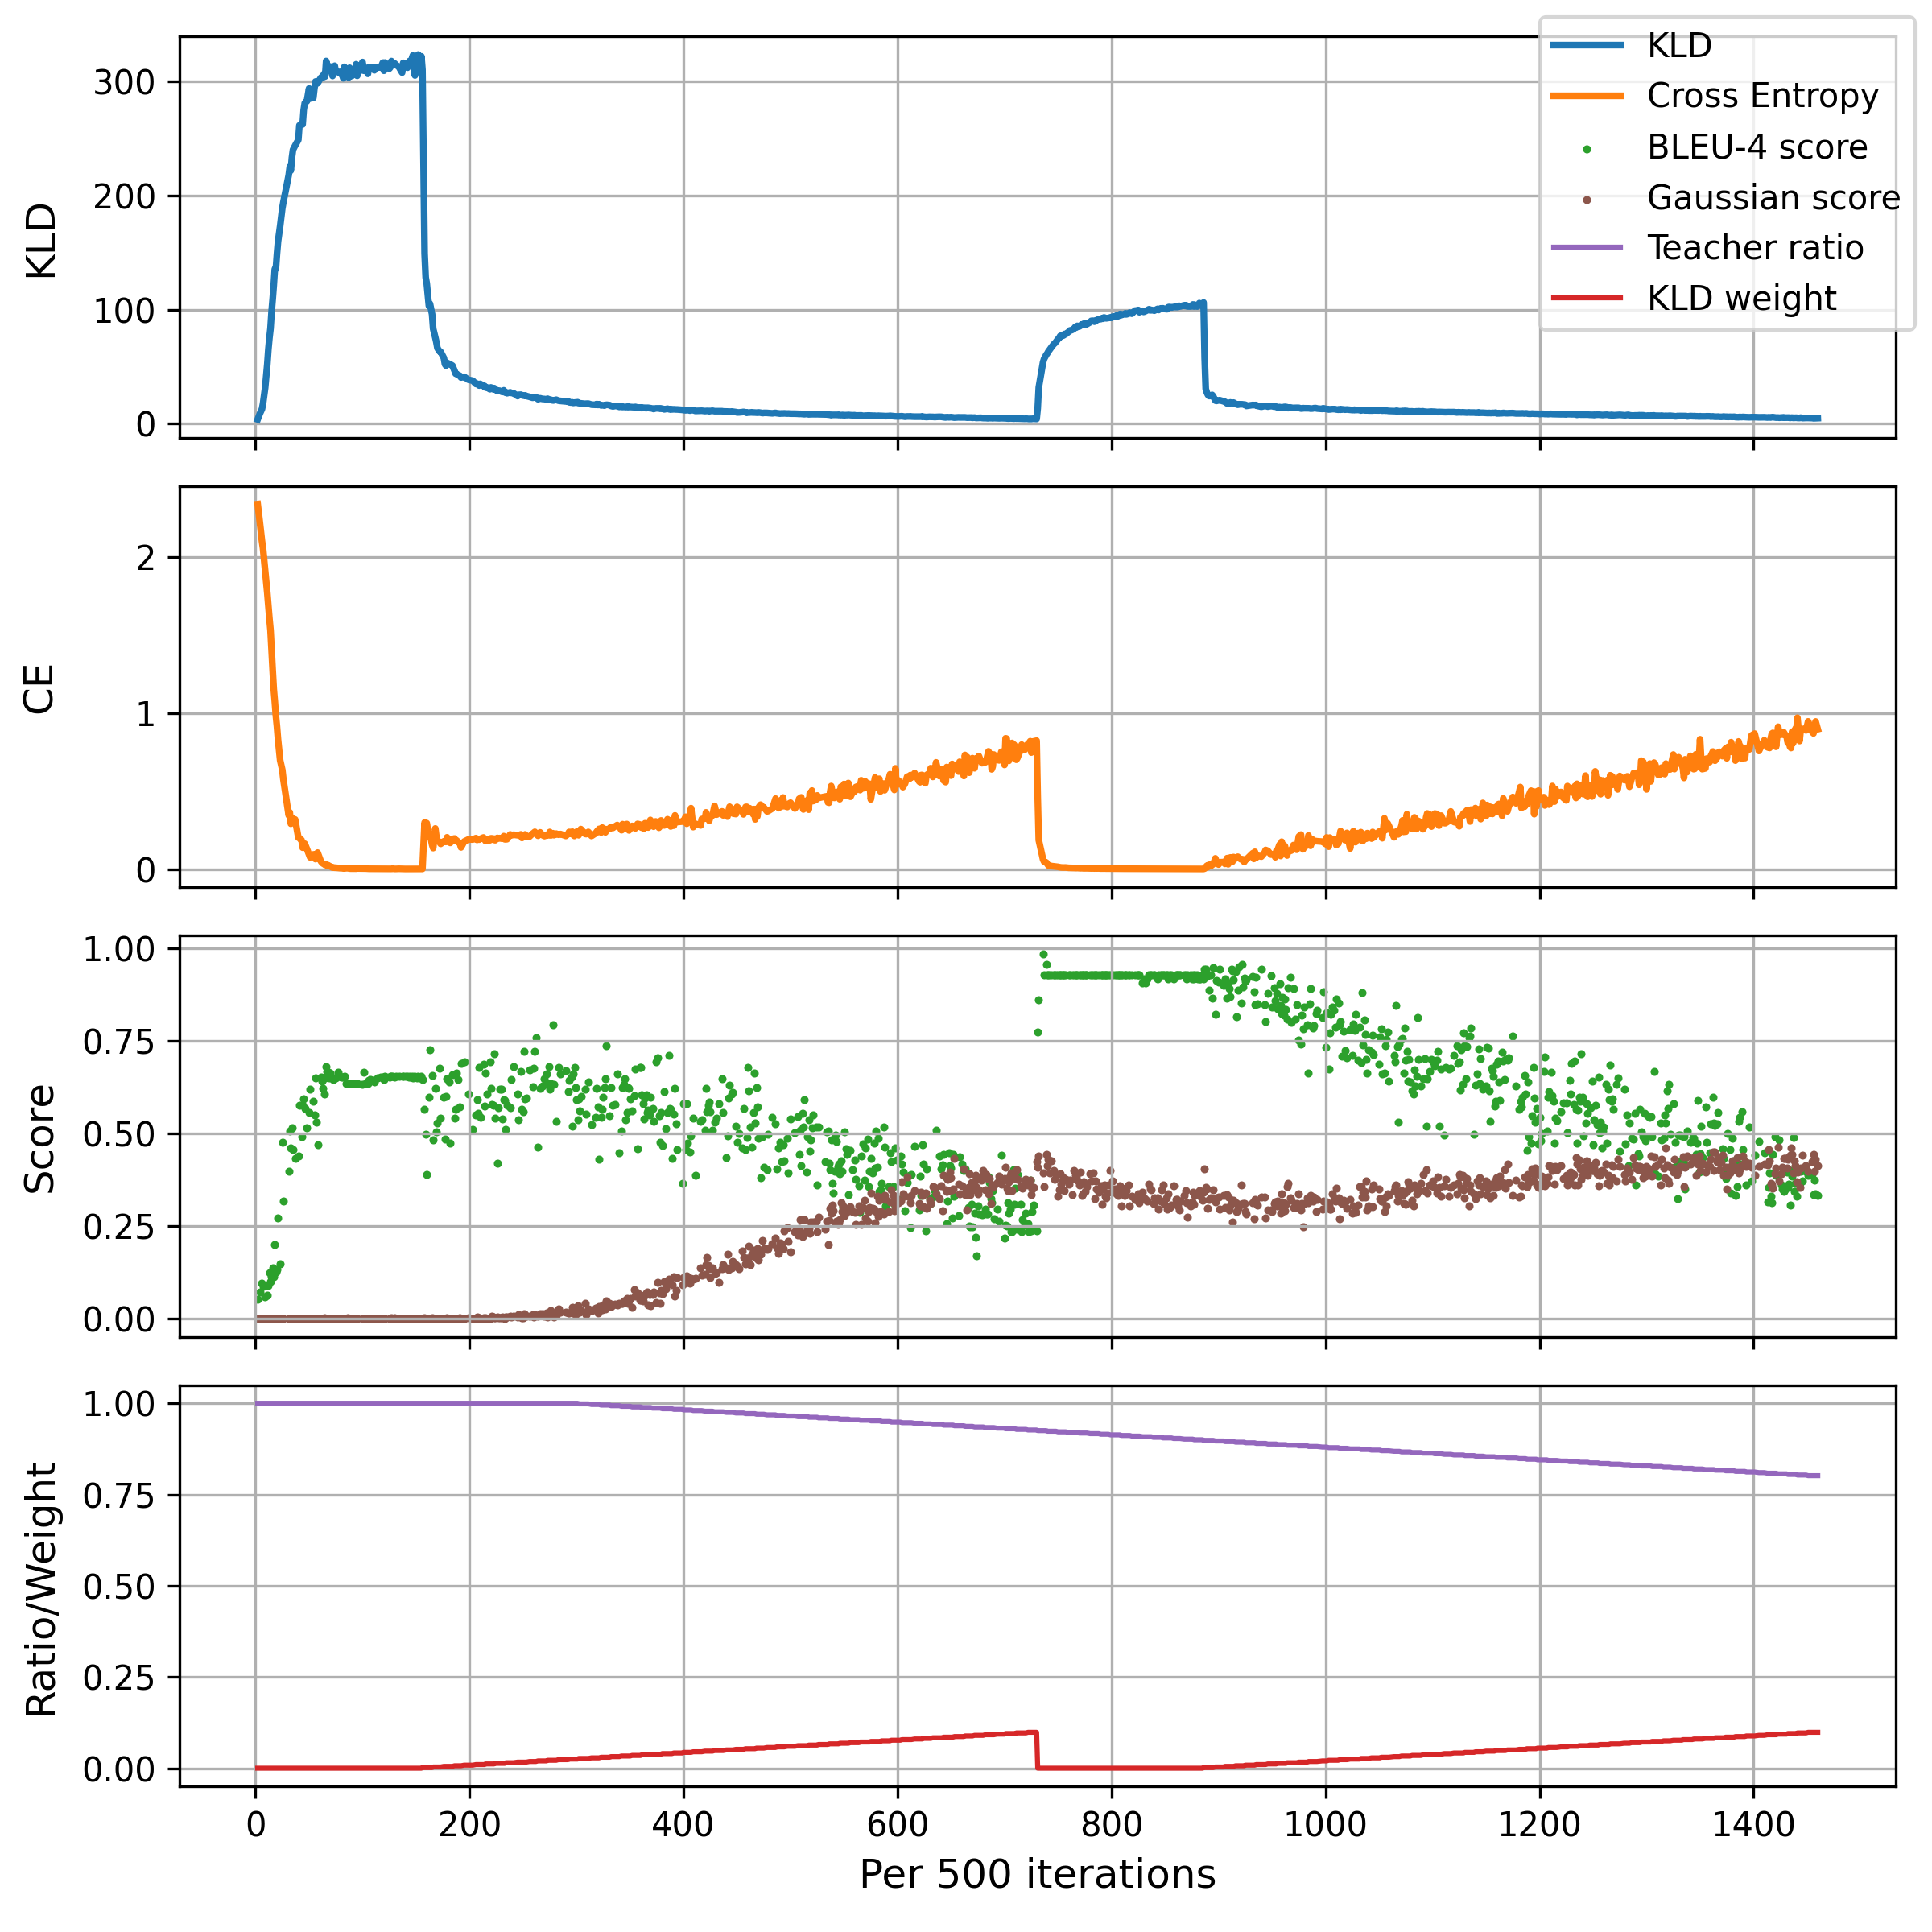 KLD
Cross Entropy
BLEU-4 score
Gaussian score
Teacher ratio
KLD weight
KLD
300
200
100
0
CE
2
1
0
Score
1.00
0.75
0.50
0.25
0.00
Ratio/Weight
1.00
0.75
0.50
0.25
0.00
0 200 400 600 800 1000 1200 1400
Per 500 iterations